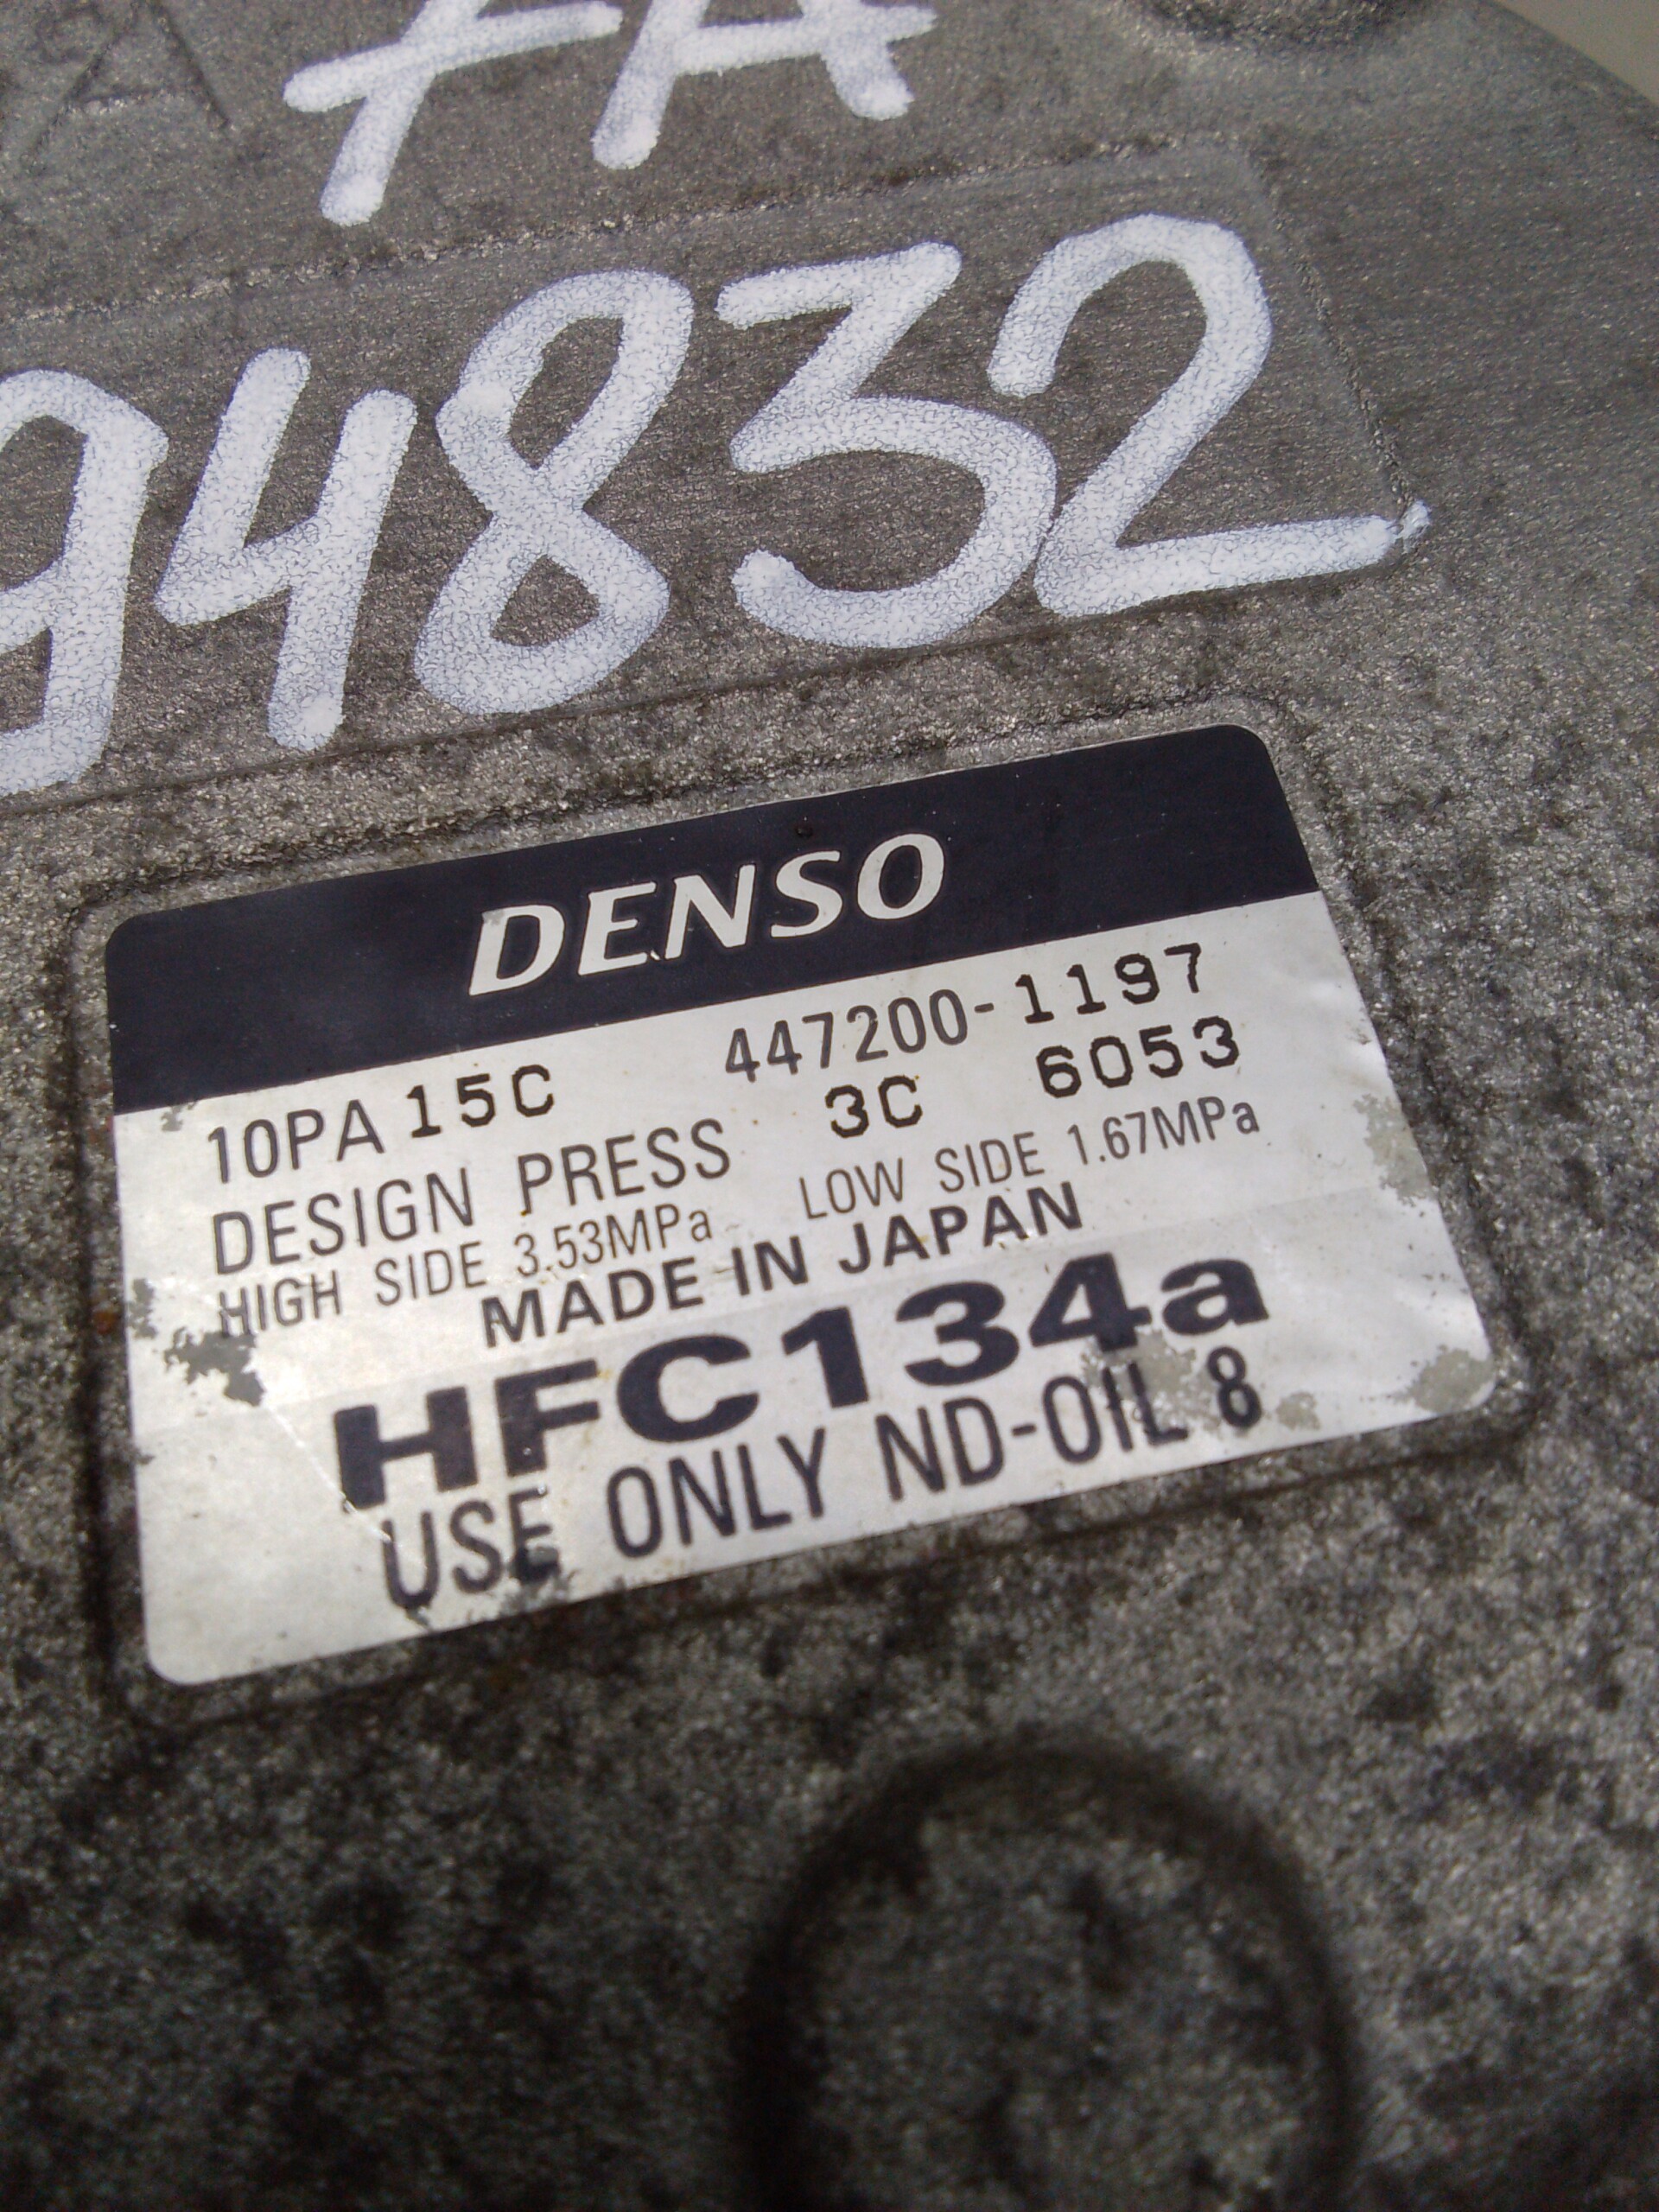 94832
DENSO
10PA 15C 447200-1197
DESIGN PRESS 3C 6053
HIGH SIDE 3.53MPa LOW SIDE 1.67MPa
MADE IN JAPAN
HFC134a
USE ONLY ND-OIL 8